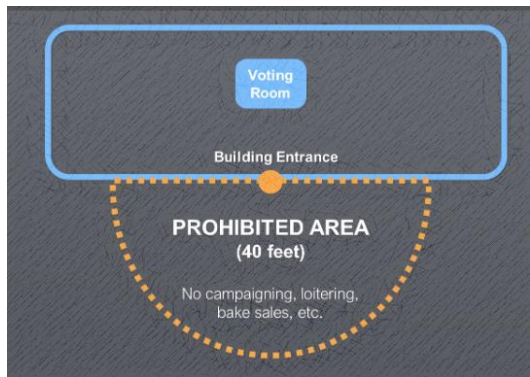 Voting
Room
Building Entrance
PROHIBITED AREA
(40 feet)
No campaigning, loitering,
bake sales, etc.